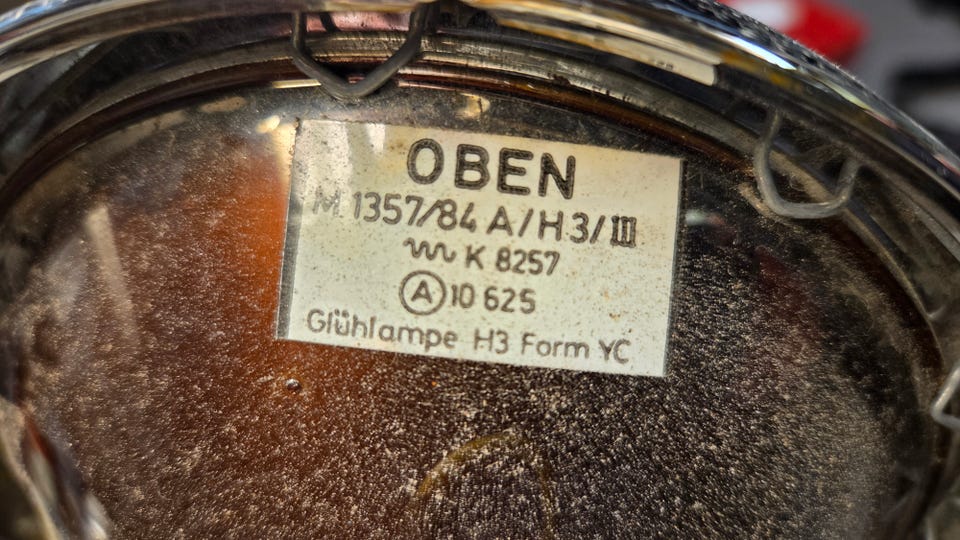 OBEN
M 1357/84 A/H3/III
K 8257
Ⓐ 10 625
Glühlampe H3 Form YC